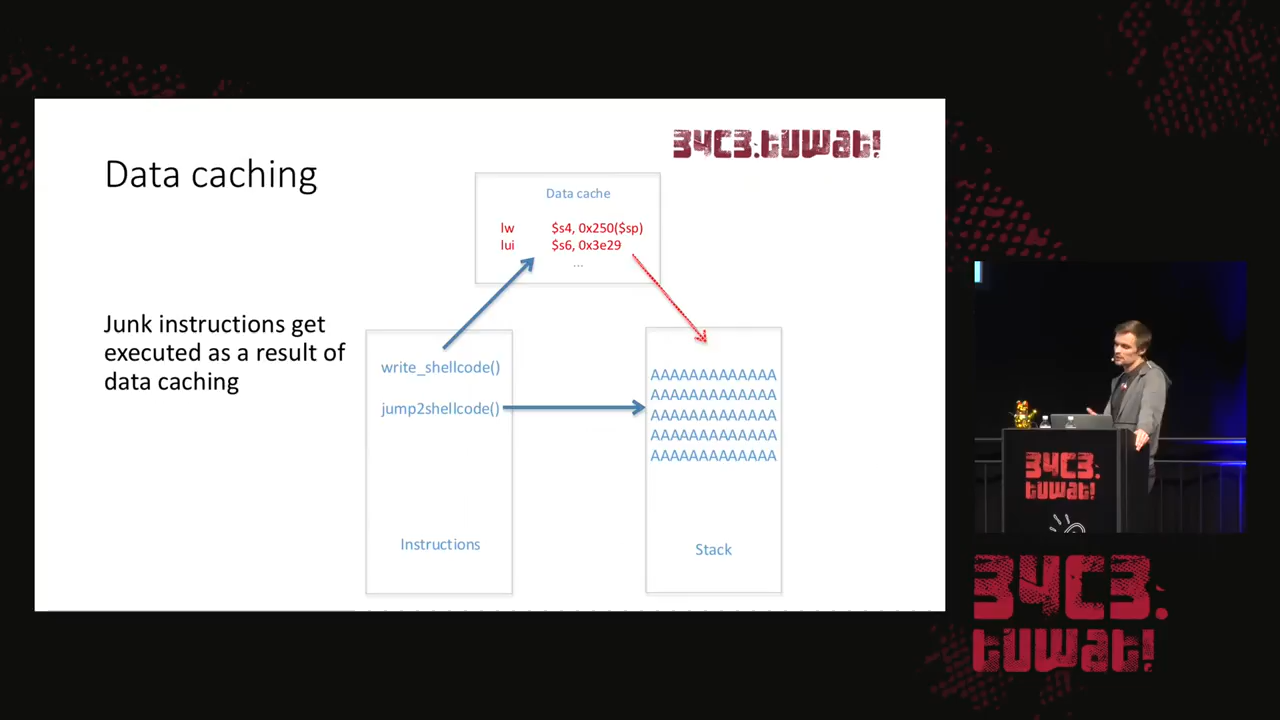 Data caching
34C3.tUWat!
Data cache
lw $s4, 0x250($sp)
lui $s6, 0x3e29
...
Junk instructions get
executed as a result of
data caching
write_shellcode()
jump2shellcode()
Instructions
AAAAAAAAAAAAA
AAAAAAAAAAAAA
AAAAAAAAAAAAA
AAAAAAAAAAAAA
AAAAAAAAAAAAA
Stack
34C3.
tUWat!
34C3.
tUWat!